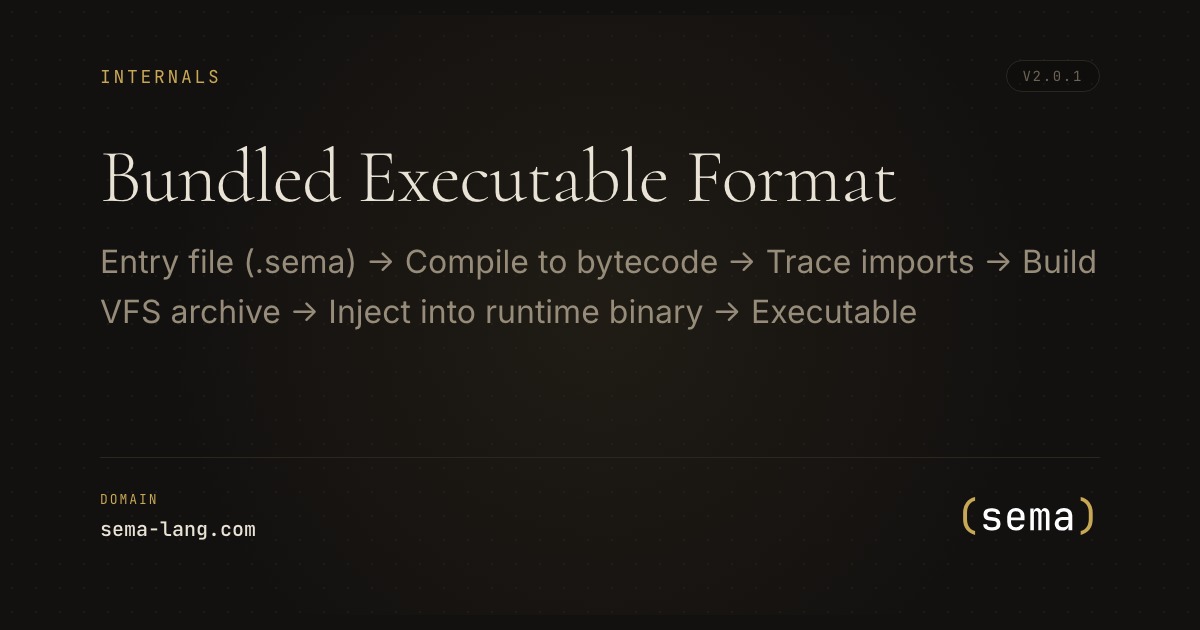 INTERNALS
V2.0.1
Bundled Executable Format
Entry file (.sema) → Compile to bytecode → Trace imports → Build
VFS archive → Inject into runtime binary → Executable
DOMAIN
sema-lang.com
(sema)